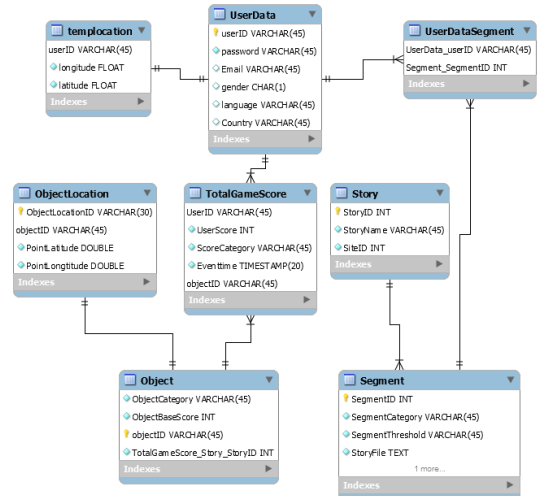 templocation
userID VARCHAR(45)
longitude FLOAT
latitude FLOAT
Indexes
UserData
userID VARCHAR(45)
password VARCHAR(45)
Email VARCHAR(45)
gender CHAR(1)
language VARCHAR(45)
Country VARCHAR(45)
Indexes
UserDataSegment
UserData_userID VARCHAR(45)
Segment_SegmentID INT
Indexes
ObjectLocation
ObjectLocationID VARCHAR(30)
objectID VARCHAR(45)
PointLatitude DOUBLE
PointLongtitude DOUBLE
Indexes
TotalGameScore
UserID VARCHAR(45)
UserScore INT
ScoreCategory VARCHAR(45)
Eventtime TIMESTAMP(20)
objectID VARCHAR(45)
Indexes
Story
StoryID INT
StoryName VARCHAR(45)
SiteID INT
Indexes
Object
ObjectCategory VARCHAR(45)
ObjectBaseScore INT
objectID VARCHAR(45)
TotalGameScore_Story_StoryID INT
Indexes
Segment
SegmentID INT
SegmentCategory VARCHAR(45)
SegmentThreshold VARCHAR(45)
StoryFile TEXT
1 more...
Indexes